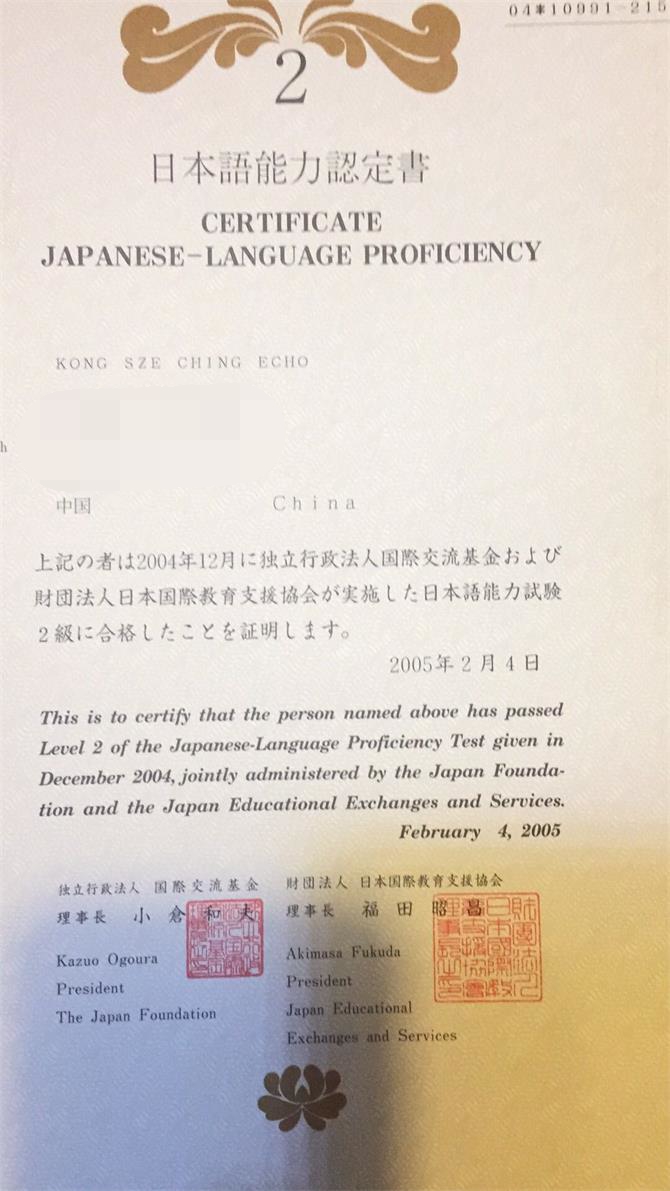 04*10991-215
2
日本語能力認定書
CERTIFICATE
JAPANESE-LANGUAGE PROFICIENCY
KONG SZE CHING ECHO
h
中国 China
上記の者は2004年12月に独立行政法人国際交流基金および
財団法人日本国際教育支援協会が実施した日本語能力試験
2級に合格したことを証明します。
2005年2月4日
This is to certify that the person named above has passed
Level 2 of the Japanese-Language Proficiency Test given in
December 2004, jointly administered by the Japan Founda-
tion and the Japan Educational Exchanges and Services.
February 4, 2005
独立行政法人 国際交流基金
理事長 小倉和夫
Kazuo Ogoura
President
The Japan Foundation
財団法人 日本国際教育支援協会
理事長 福田昭昌
Akimasa Fukuda
President
Japan Educational
Exchanges and Services